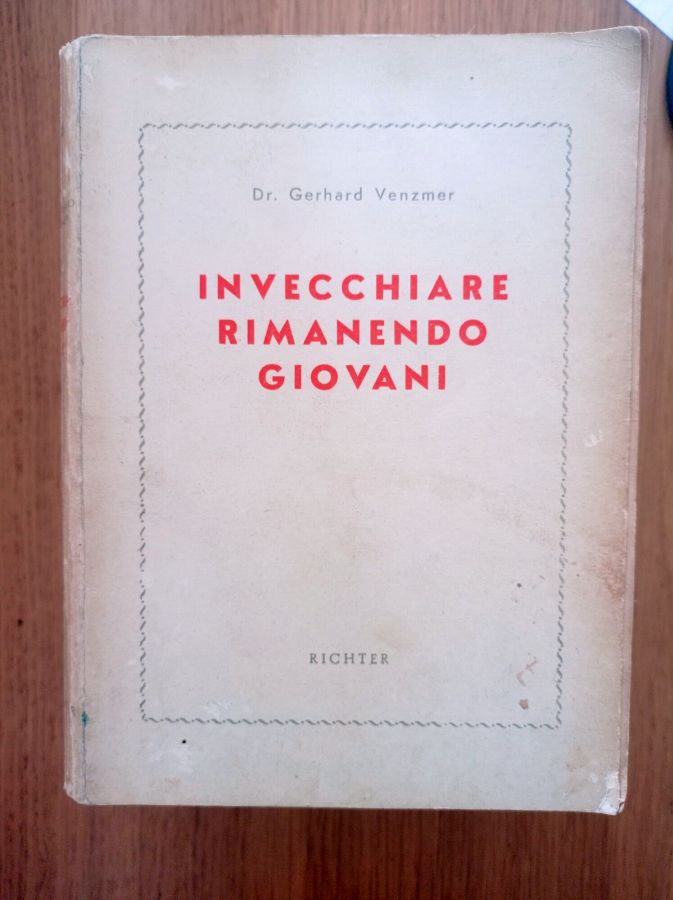 Dr. Gerhard Venzmer
INVECCHIARE
RIMANENDO
GIOVANI
RICHTER